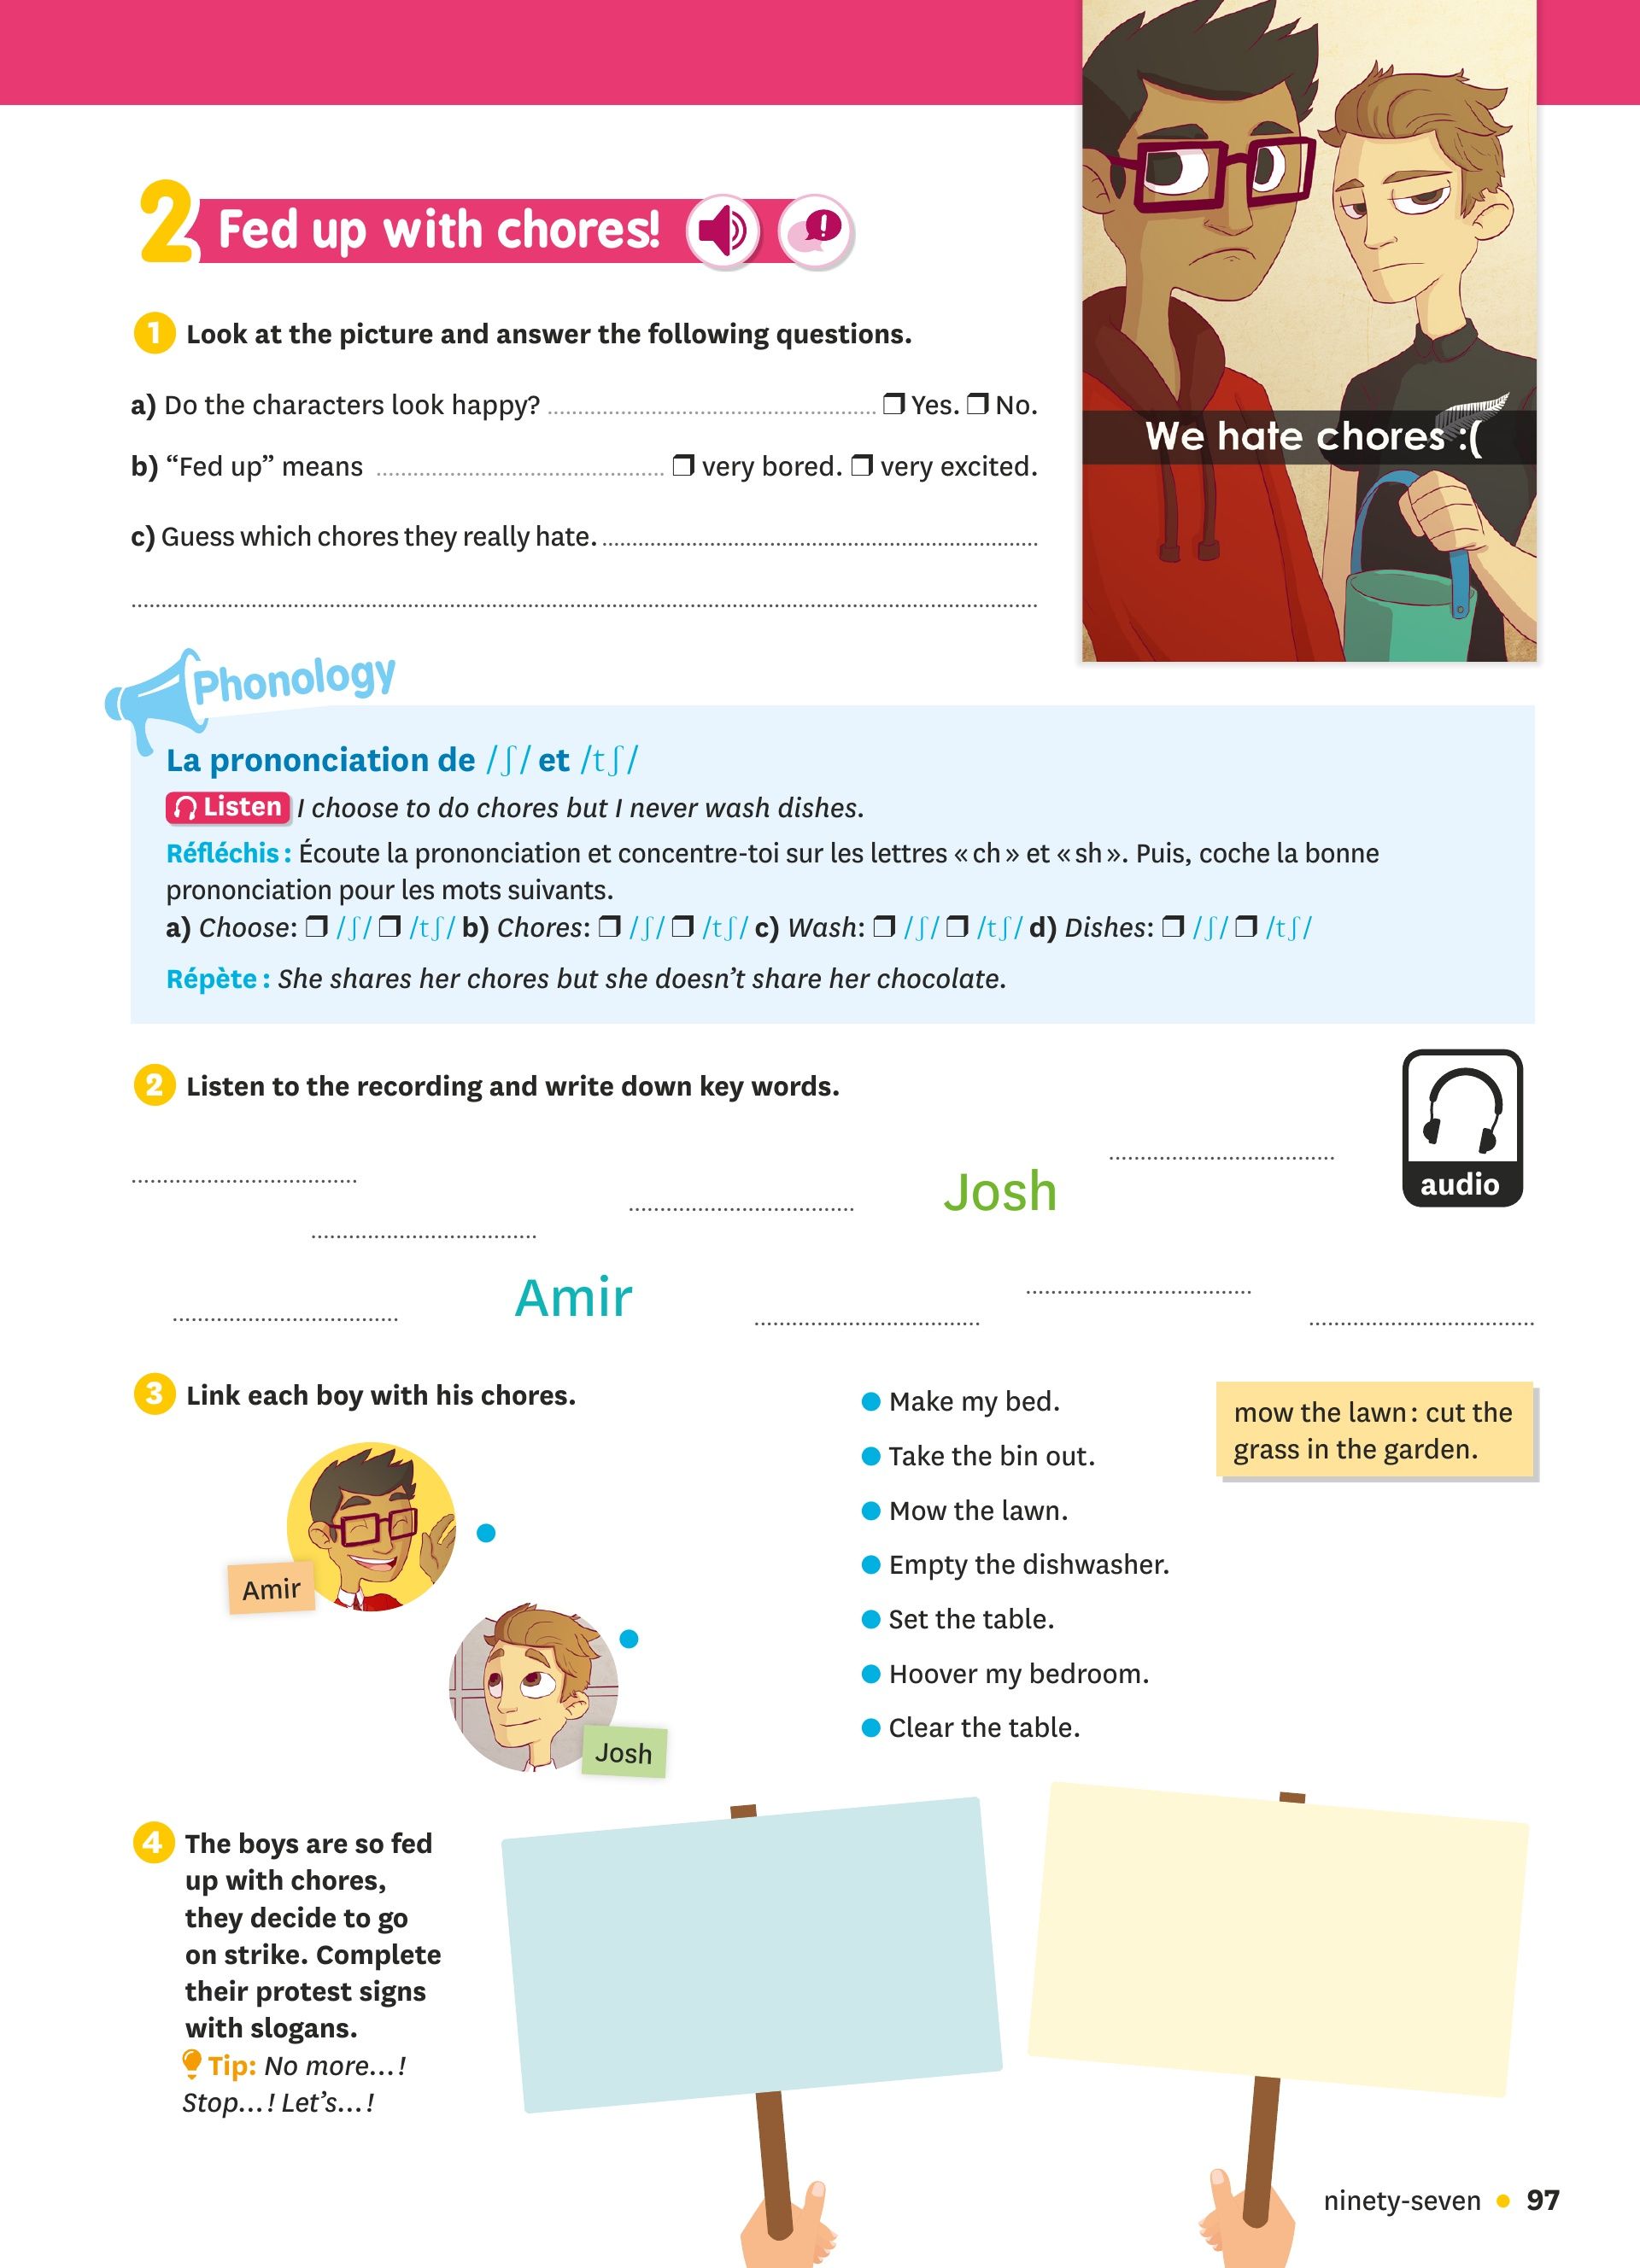 We hate chores :(
2 Fed up with chores!
1 Look at the picture and answer the following questions.
a) Do the characters look happy? ❒ Yes. ❒ No.
b) “Fed up” means ❒ very bored. ❒ very excited.
c) Guess which chores they really hate.
Phonology
La prononciation de /ʃ/ et /tʃ/
Listen I choose to do chores but I never wash dishes.
Réfléchis : Écoute la prononciation et concentre-toi sur les lettres « ch » et « sh ». Puis, coche la bonne
prononciation pour les mots suivants.
a) Choose: ❒ /ʃ/ ❒ /tʃ/ b) Chores: ❒ /ʃ/ ❒ /tʃ/ c) Wash: ❒ /ʃ/ ❒ /tʃ/ d) Dishes: ❒ /ʃ/ ❒ /tʃ/
Répète : She shares her chores but she doesn’t share her chocolate.
2 Listen to the recording and write down key words.
audio
Josh
Amir
3 Link each boy with his chores.
Amir
Josh
Make my bed.
Take the bin out.
Mow the lawn.
Empty the dishwasher.
Set the table.
Hoover my bedroom.
Clear the table.
mow the lawn : cut the
grass in the garden.
4 The boys are so fed
up with chores,
they decide to go
on strike. Complete
their protest signs
with slogans.
Tip: No more…!
Stop…! Let’s…!
ninety-seven • 97